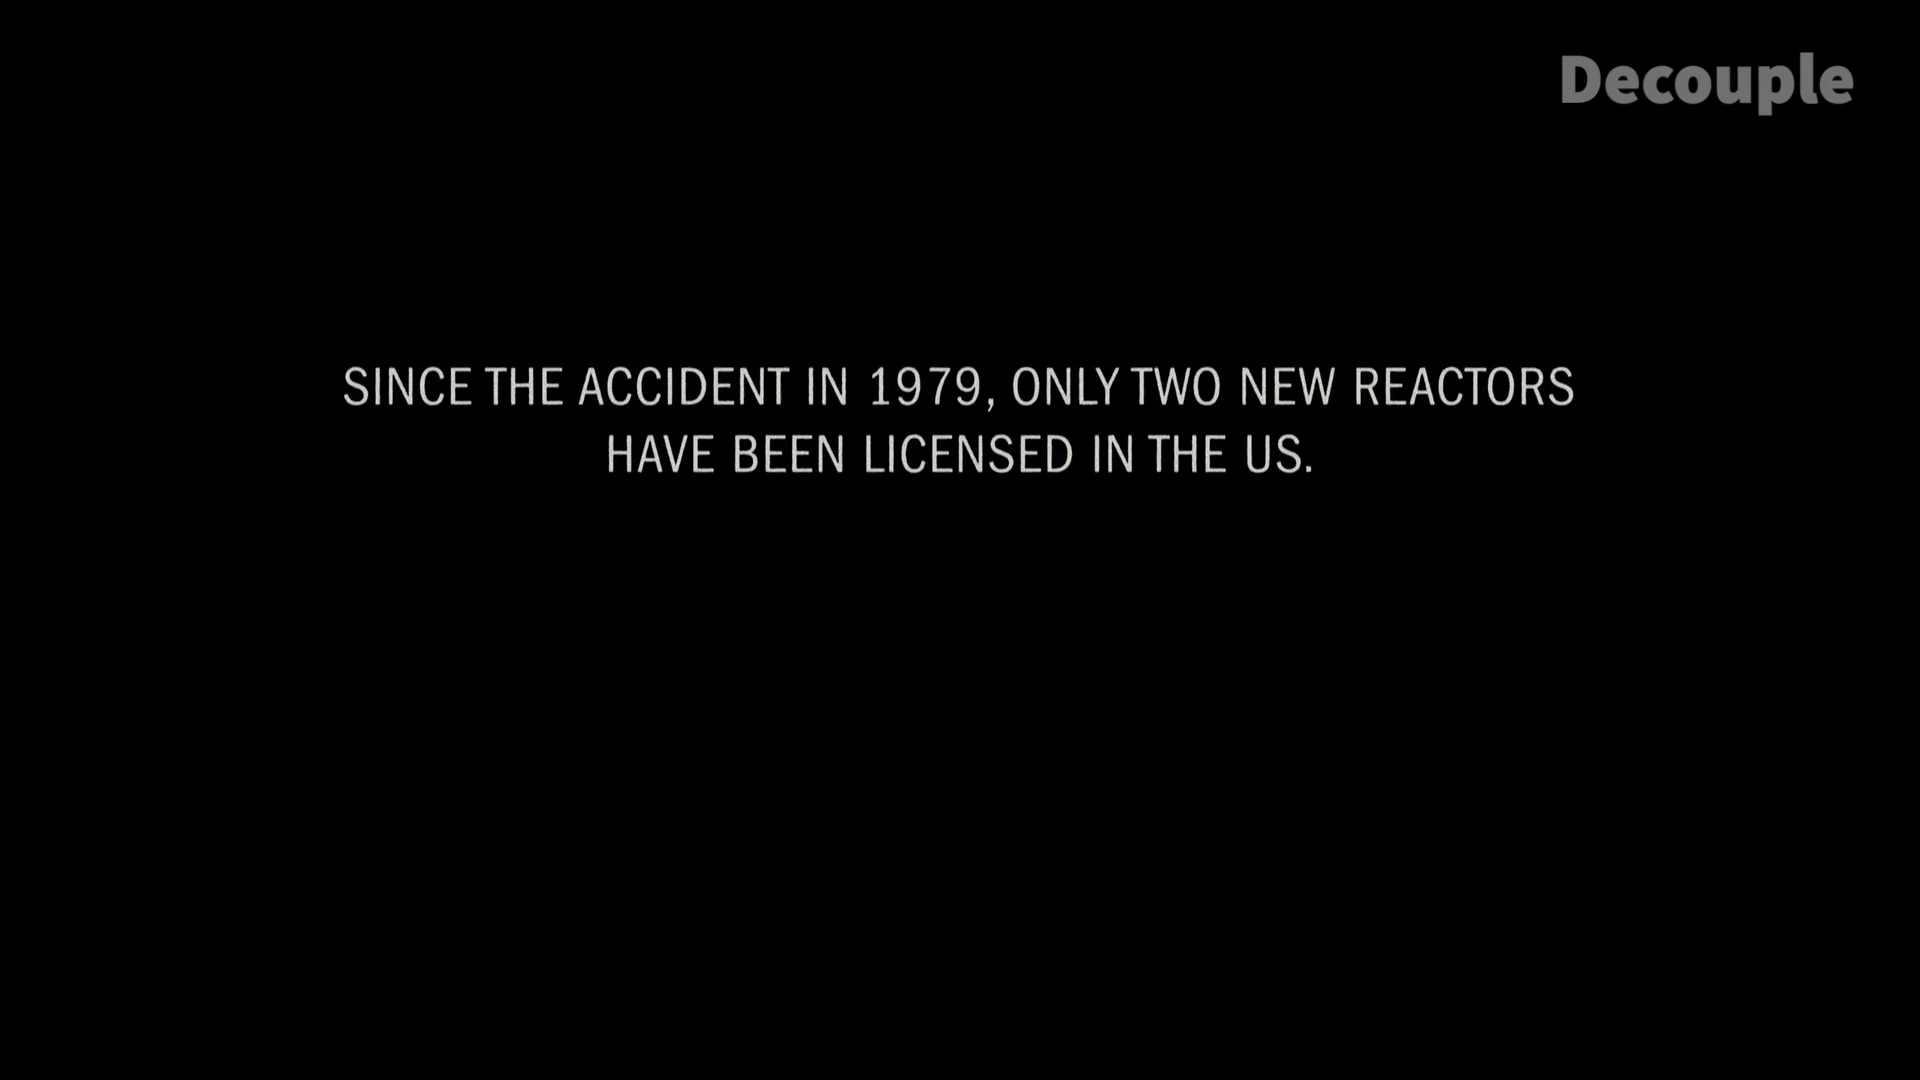 Decouple
SINCE THE ACCIDENT IN 1979, ONLY TWO NEW REACTORS
HAVE BEEN LICENSED IN THE US.